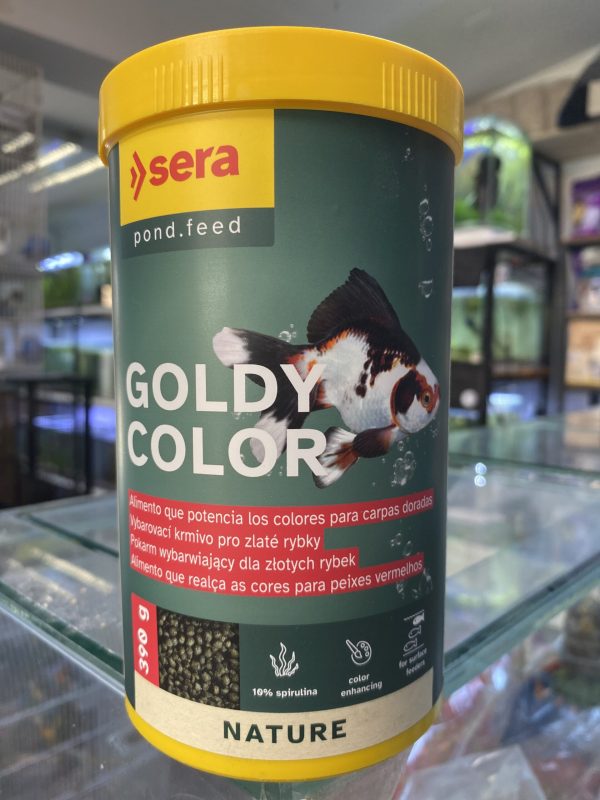 sera
pond.feed
GOLDY
COLOR
Alimento que potencia los colores para carpas doradas
Vybarovací krmivo pro zlaté rybky
Pokarm wybarwiający dla złotych rybek
Alimento que realça as cores para peixes vermelhos
390 g
10% spirulina
color
enhancing
for surface
feeders
NATURE